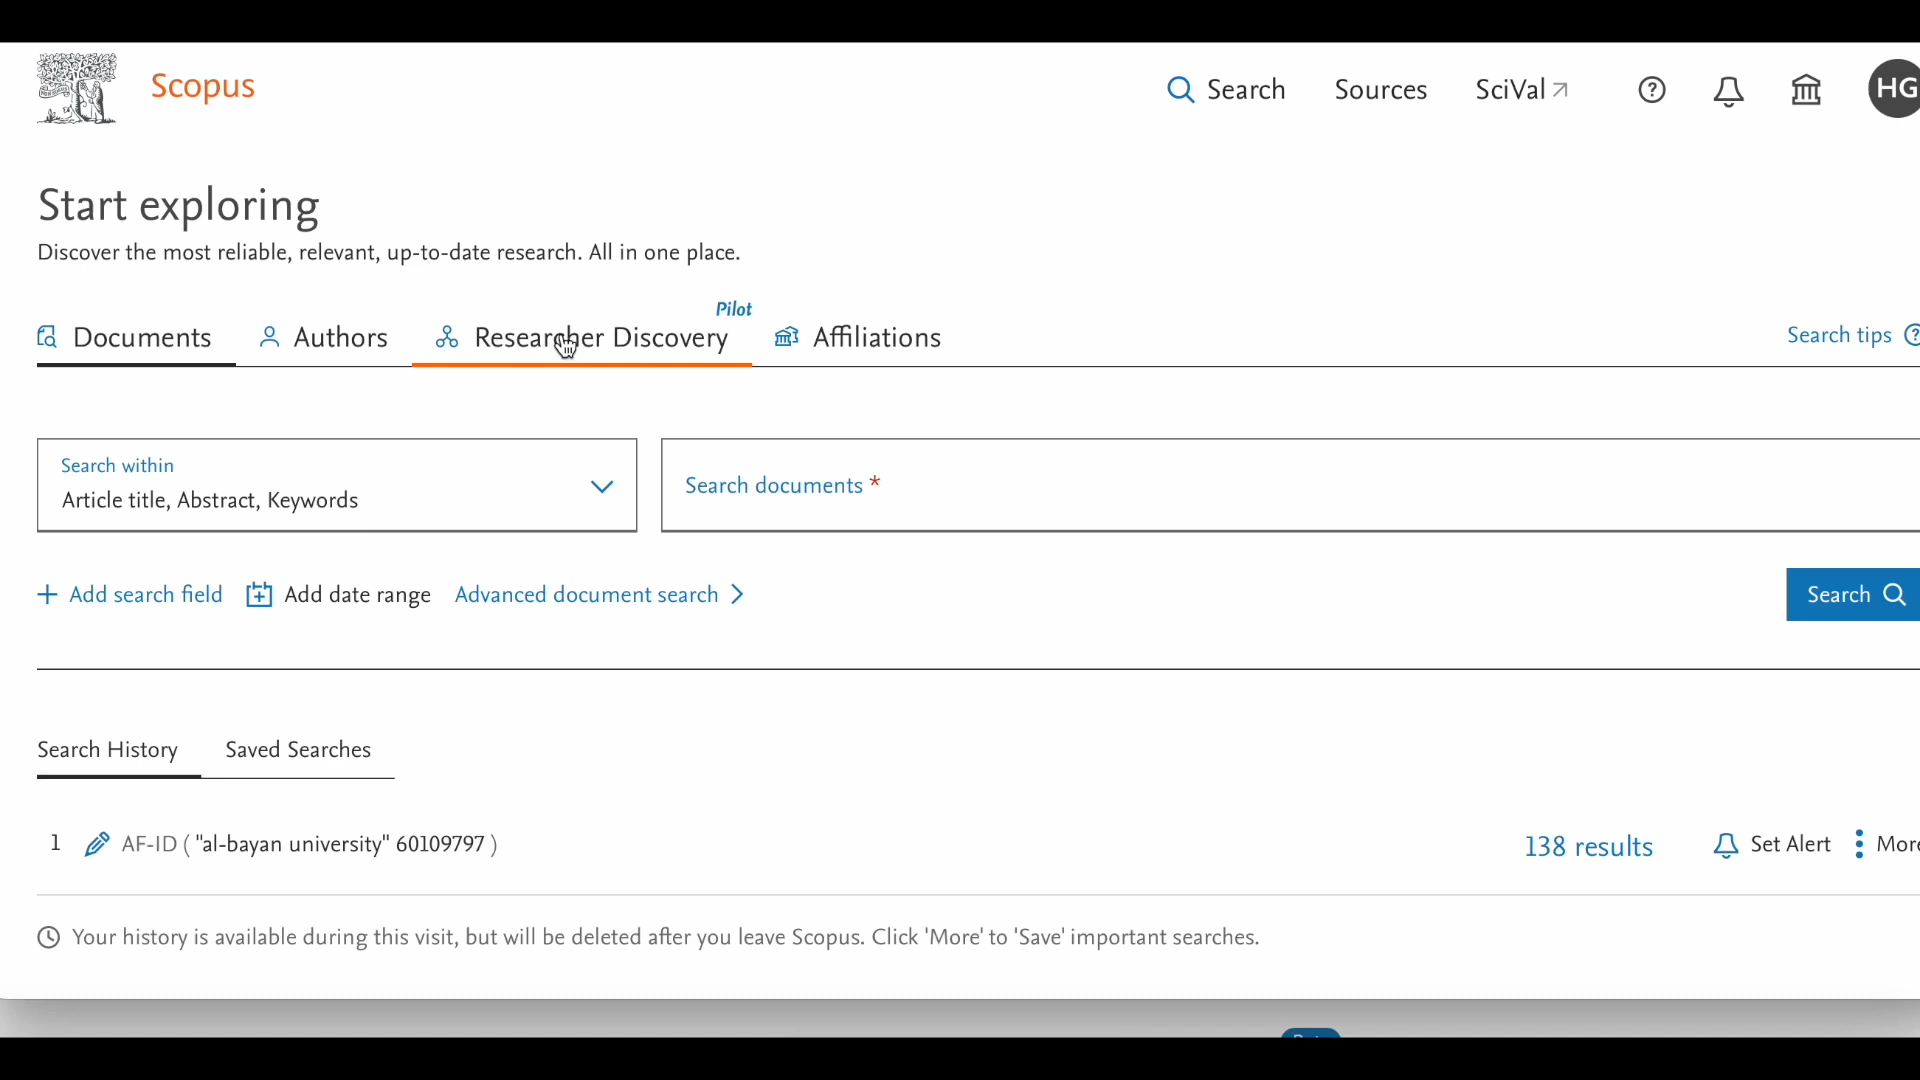 Scopus
Search Sources SciVal HG
Start exploring
Discover the most reliable, relevant, up-to-date research. All in one place.
Pilot
Documents Authors Researcher Discovery Affiliations Search tips
Search within
Article title, Abstract, Keywords
Search documents *
Add search field Add date range Advanced document search Search
Search History Saved Searches
1 AF-ID ( "al-bayan university" 60109797 ) 138 results Set Alert More
Your history is available during this visit, but will be deleted after you leave Scopus. Click 'More' to 'Save' important searches.